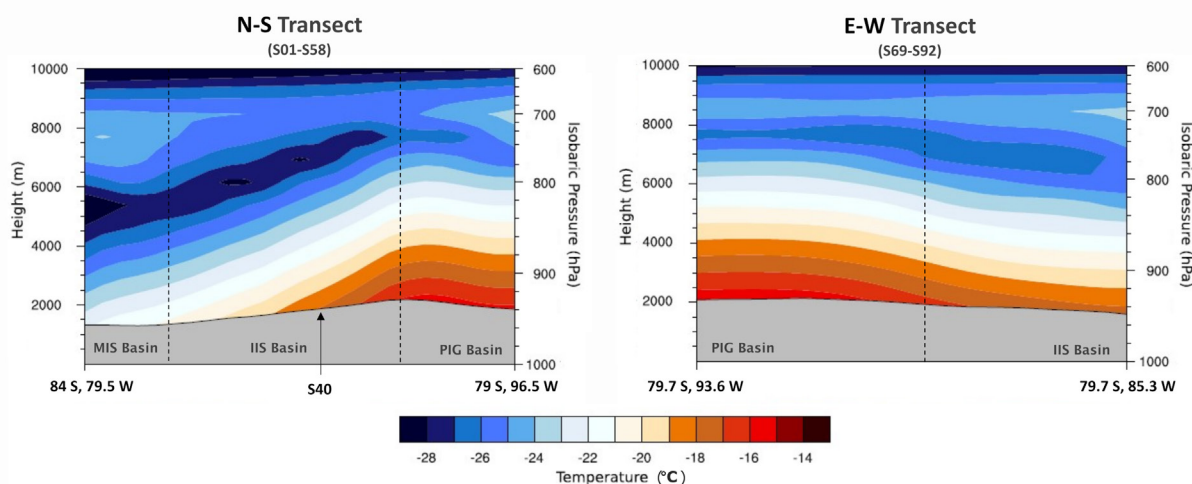 N-S Transect
(S01-S58)
10000
8000
6000
4000
2000
Height (m)
600
700
800
900
1000
Isobaric Pressure (hPa)
MIS Basin
IIS Basin
PIG Basin
84 S, 79.5 W
S40
79 S, 96.5 W
E-W Transect
(S69-S92)
10000
8000
6000
4000
2000
Height (m)
600
700
800
900
1000
Isobaric Pressure (hPa)
PIG Basin
IIS Basin
79.7 S, 93.6 W
79.7 S, 85.3 W
-28 -26 -24 -22 -20 -18 -16 -14
Temperature (°C)